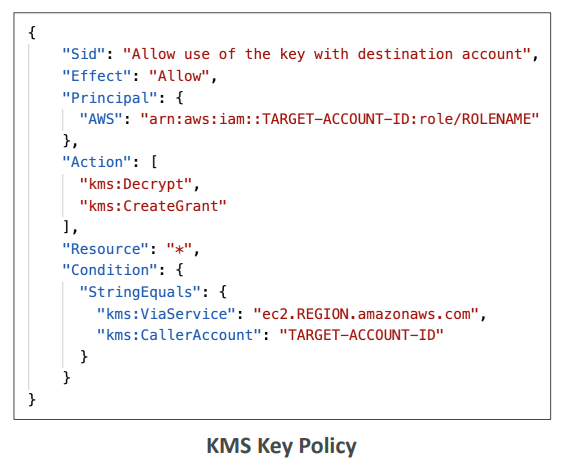 {
"Sid": "Allow use of the key with destination account",
"Effect": "Allow",
"Principal": {
"AWS": "arn:aws:iam::TARGET-ACCOUNT-ID:role/ROLENAME"
},
"Action": [
"kms:Decrypt",
"kms:CreateGrant"
],
"Resource": "*",
"Condition": {
"StringEquals": {
"kms:ViaService": "ec2.REGION.amazonaws.com",
"kms:CallerAccount": "TARGET-ACCOUNT-ID"
}
}
}
KMS Key Policy